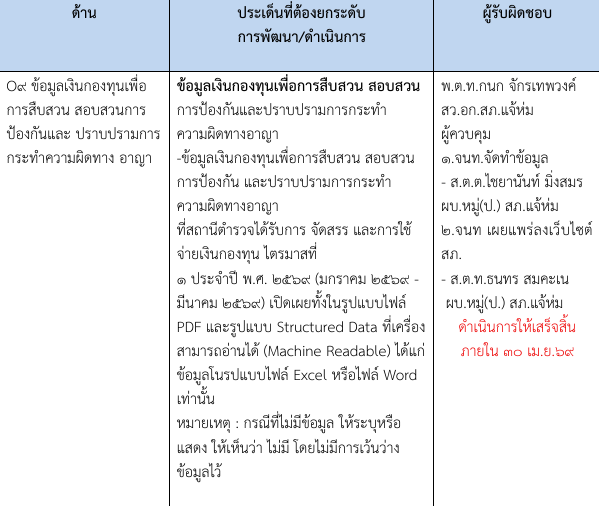 ด้าน
ประเด็นที่ต้องยกระดับ
การพัฒนา/ดำเนินการ
ผู้รับผิดชอบ
O๙ ข้อมูลเงินกองทุนเพื่อ
การสืบสวน สอบสวนการ
ป้องกันและ ปราบปรามการ
กระทำความผิดทาง อาญา
ข้อมูลเงินกองทุนเพื่อการสืบสวน สอบสวน
การป้องกันและปราบปรามการกระทำ
ความผิดทางอาญา
-ข้อมูลเงินกองทุนเพื่อการสืบสวน สอบสวน
การป้องกัน และปราบปรามการกระทำ
ความผิดทางอาญา
ที่สถานีตำรวจได้รับการ จัดสรร และการใช้
จ่ายเงินกองทุน ไตรมาสที่
๑ ประจำปี พ.ศ. ๒๕๖๙ (มกราคม ๒๕๖๙ -
มีนาคม ๒๕๖๙) เปิดเผยทั้งในรูปแบบไฟล์
PDF และรูปแบบ Structured Data ที่เครื่อง
สามารถอ่านได้ (Machine Readable) ได้แก่
ข้อมูลโนรปแบบไฟล์ Excel หรือไฟล์ Word
เท่านั้น
หมายเหตุ : กรณีที่ไม่มีข้อมูล ให้ระบุหรือ
แสดง ให้เห็นว่า ไม่มี โดยไม่มีการเว้นว่าง
ข้อมูลไว้
พ.ต.ท.กนก จักรเทพวงค์
สว.อก.สภ.แจ้ห่ม
ผู้ควบคุม
๑.จนท.จัดทำข้อมูล
- ส.ต.ต.ไชยานันท์ มิ่งสมร
ผบ.หมู่(ป.) สภ.แจ้ห่ม
๒.จนท เผยแพร่ลงเว็บไซต์
สภ.
- ส.ต.ท.ธนทร สมคะเน
ผบ.หมู่(ป.) สภ.แจ้ห่ม
ดำเนินการให้เสร็จสิ้น
ภายใน ๓๐ เม.ย.๖๙